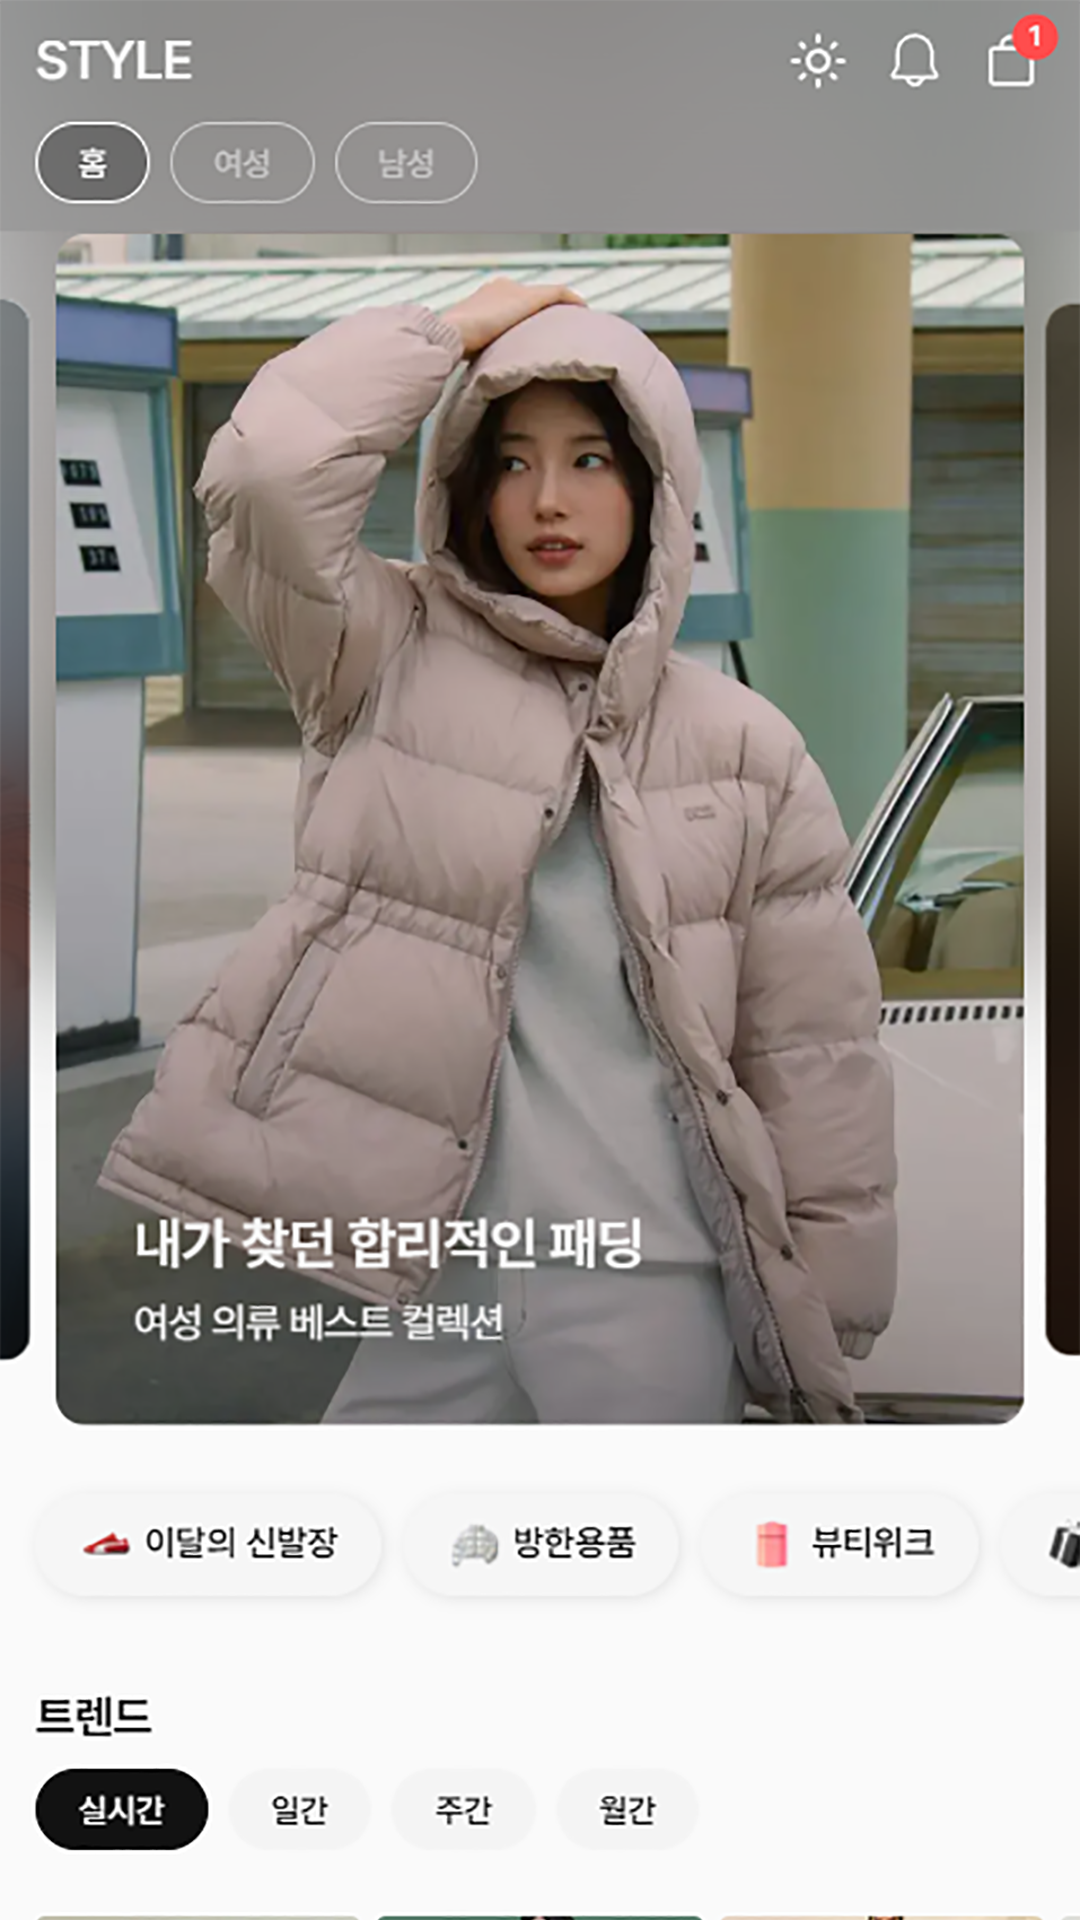 STYLE
1
홈
여성
남성
내가 찾던 합리적인 패딩
여성 의류 베스트 컬렉션
이달의 신발장
방한용품
뷰티위크
트렌드
실시간
일간
주간
월간